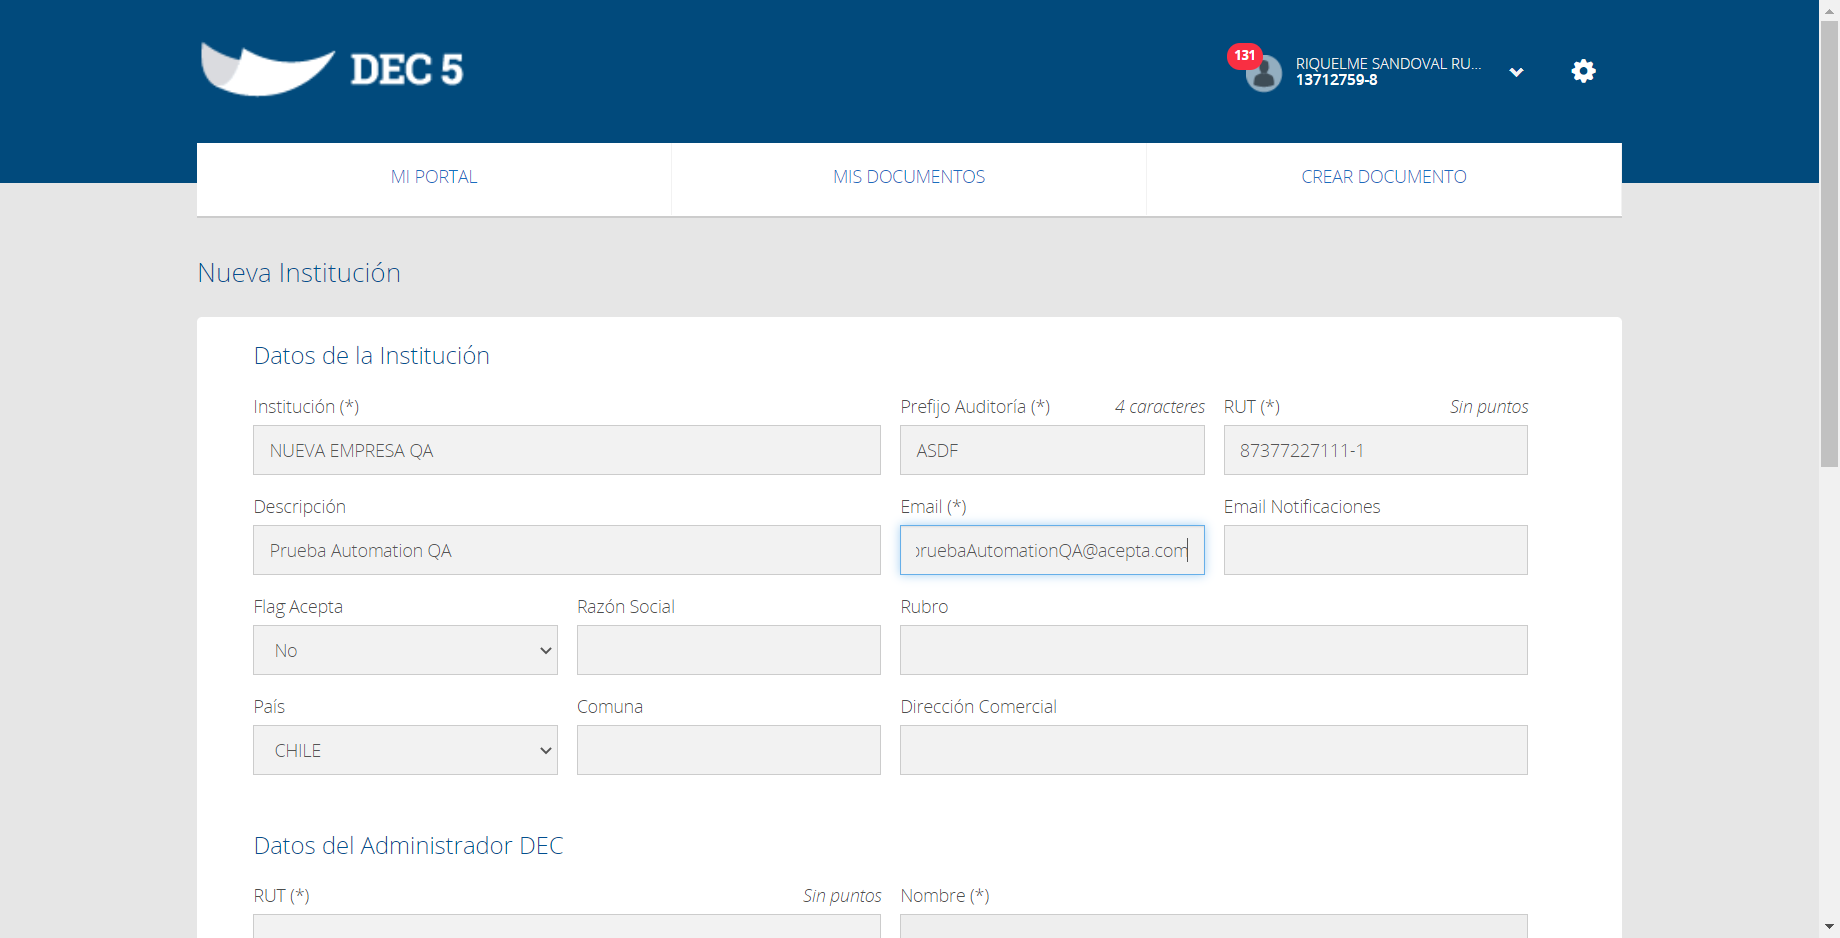 DEC 5
131
RIQUELME SANDOVAL RU...
13712759-8
MI PORTAL
MIS DOCUMENTOS
CREAR DOCUMENTO
Nueva Institución
Datos de la Institución
Institución (*)
Prefijo Auditoría (*) 4 caracteres
RUT (*) Sin puntos
NUEVA EMPRESA QA
ASDF
87377227111-1
Descripción
Email (*)
Email Notificaciones
Prueba Automation QA
pruebaAutomationQA@acepta.com
Flag Acepta
Razón Social
Rubro
No
País
Comuna
Dirección Comercial
CHILE
Datos del Administrador DEC
RUT (*) Sin puntos
Nombre (*)